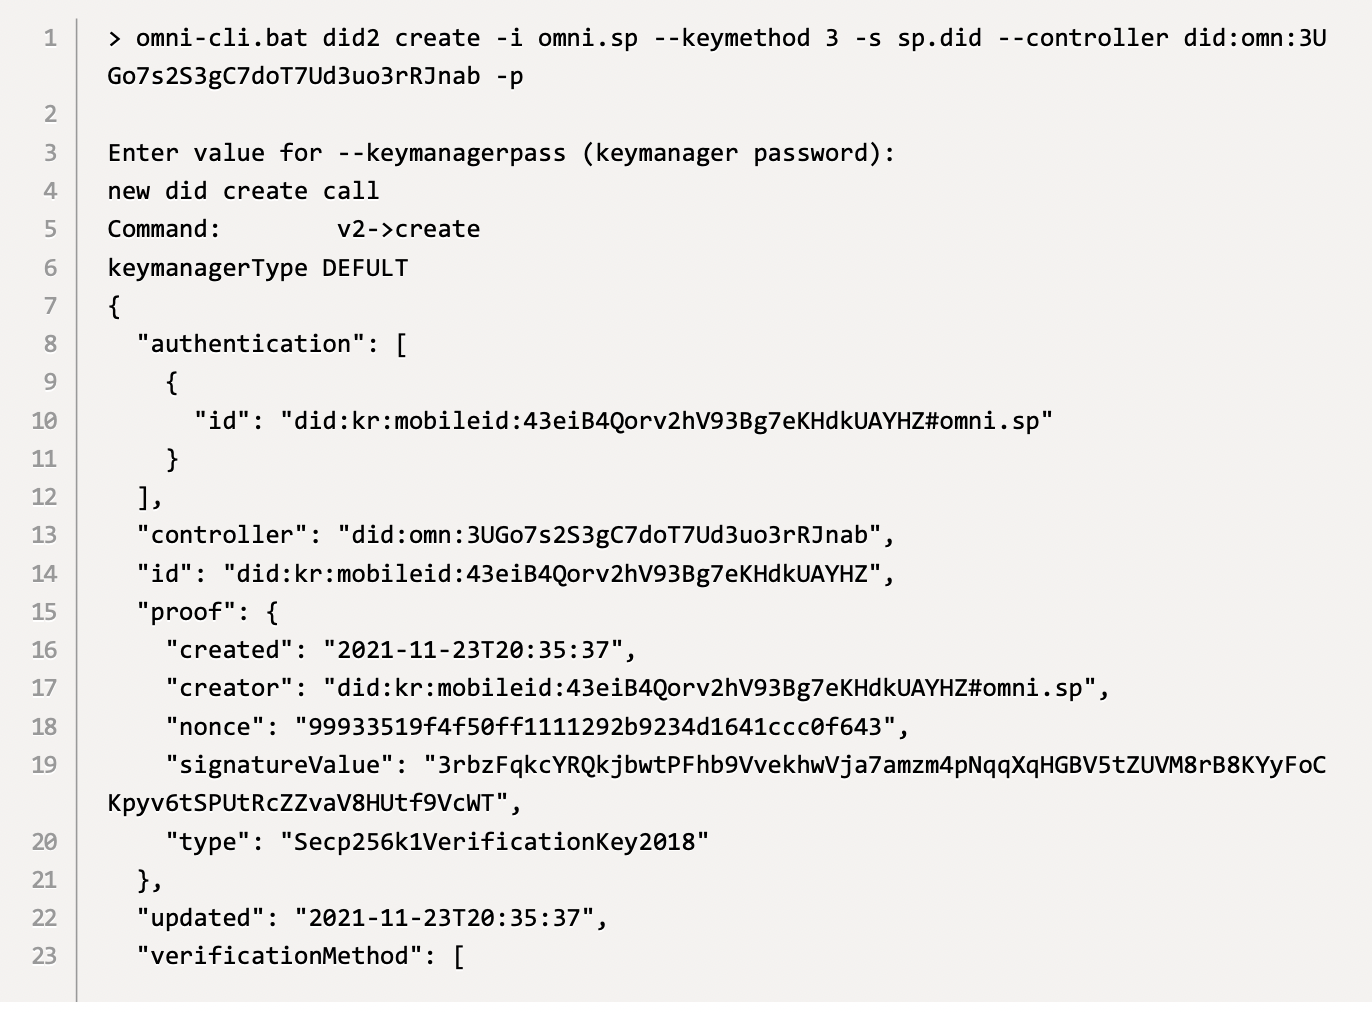 1 > omni-cli.bat did2 create -i omni.sp --keymethod 3 -s sp.did --controller did:omn:3U
Go7s2S3gC7doT7Ud3uo3rRJnab -p
2
3 Enter value for --keymanagerpass (keymanager password):
4 new did create call
5 Command:        v2->create
6 keymanagerType DEFULT
7 {
8   "authentication": [
9     {
10       "id": "did:kr:mobileid:43eiB4Qorv2hV93Bg7eKHdkUAYHZ#omni.sp"
11     }
12   ],
13   "controller": "did:omn:3UGo7s2S3gC7doT7Ud3uo3rRJnab",
14   "id": "did:kr:mobileid:43eiB4Qorv2hV93Bg7eKHdkUAYHZ",
15   "proof": {
16     "created": "2021-11-23T20:35:37",
17     "creator": "did:kr:mobileid:43eiB4Qorv2hV93Bg7eKHdkUAYHZ#omni.sp",
18     "nonce": "99933519f4f50ff1111292b9234d1641ccc0f643",
19     "signatureValue": "3rbzFqkcYRQkjbwtPFhb9VvekhwVja7amzm4pNqqXqHGBV5tZUVM8rB8KYyFoC
Kpyv6tSPUtRcZZvaV8HUtf9VcWT",
20     "type": "Secp256k1VerificationKey2018"
21   },
22   "updated": "2021-11-23T20:35:37",
23   "verificationMethod": [